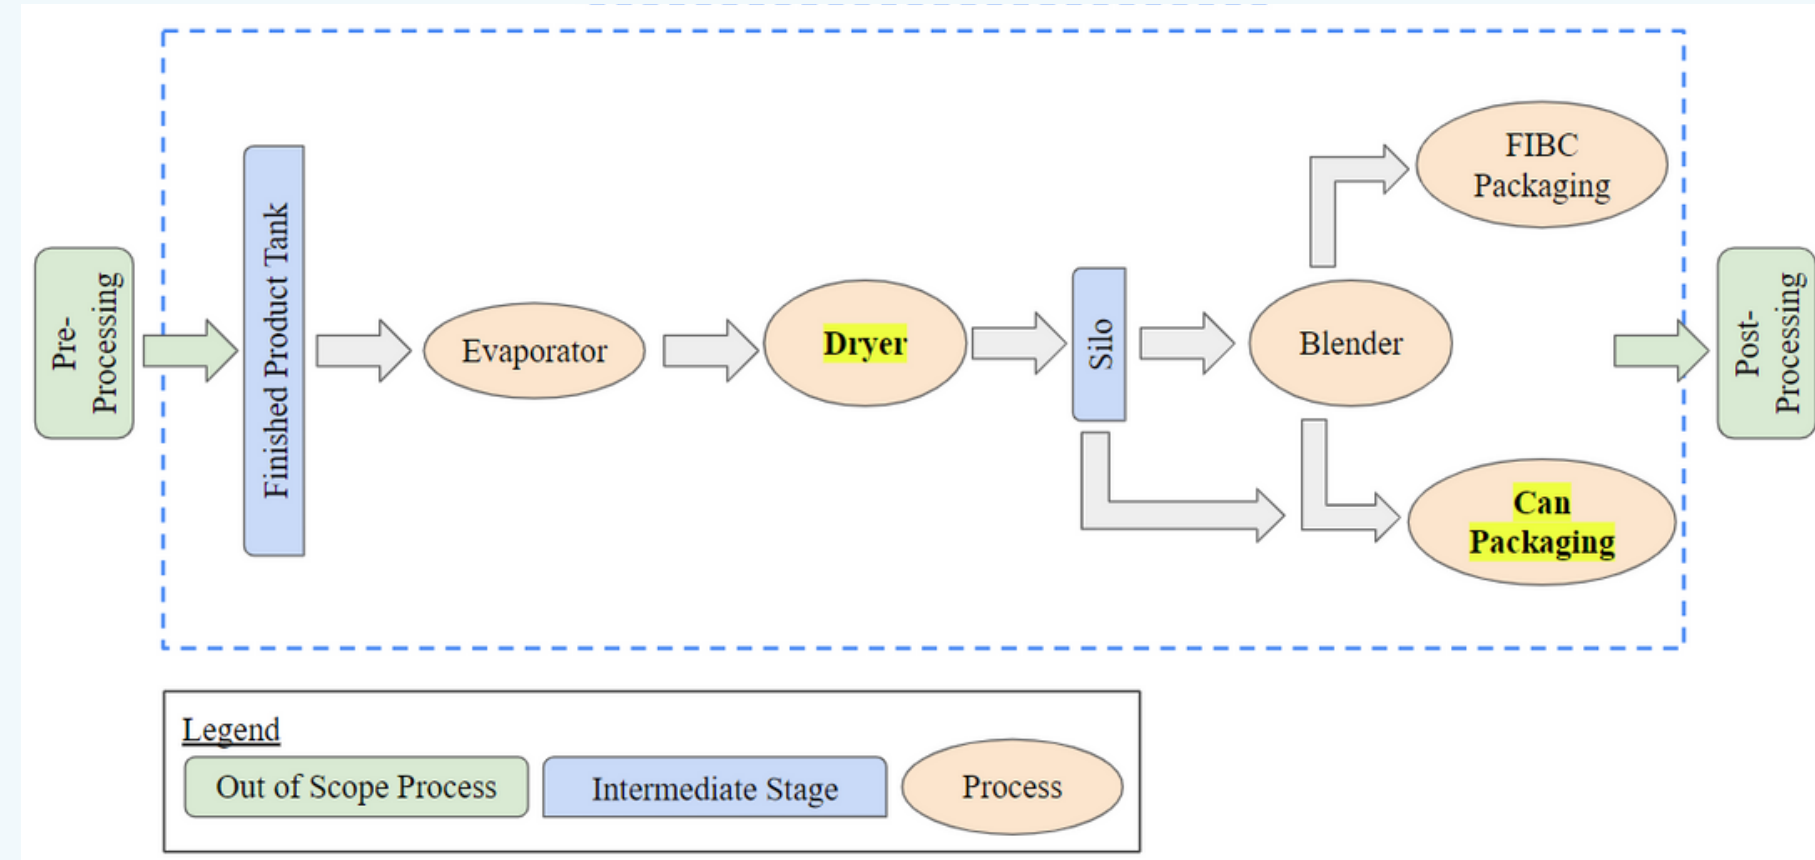 Pre-
Processing
Finished Product Tank
Evaporator
Dryer
Silo
Blender
FIBC
Packaging
Can
Packaging
Post-
Processing
Legend
Out of Scope Process
Intermediate Stage
Process